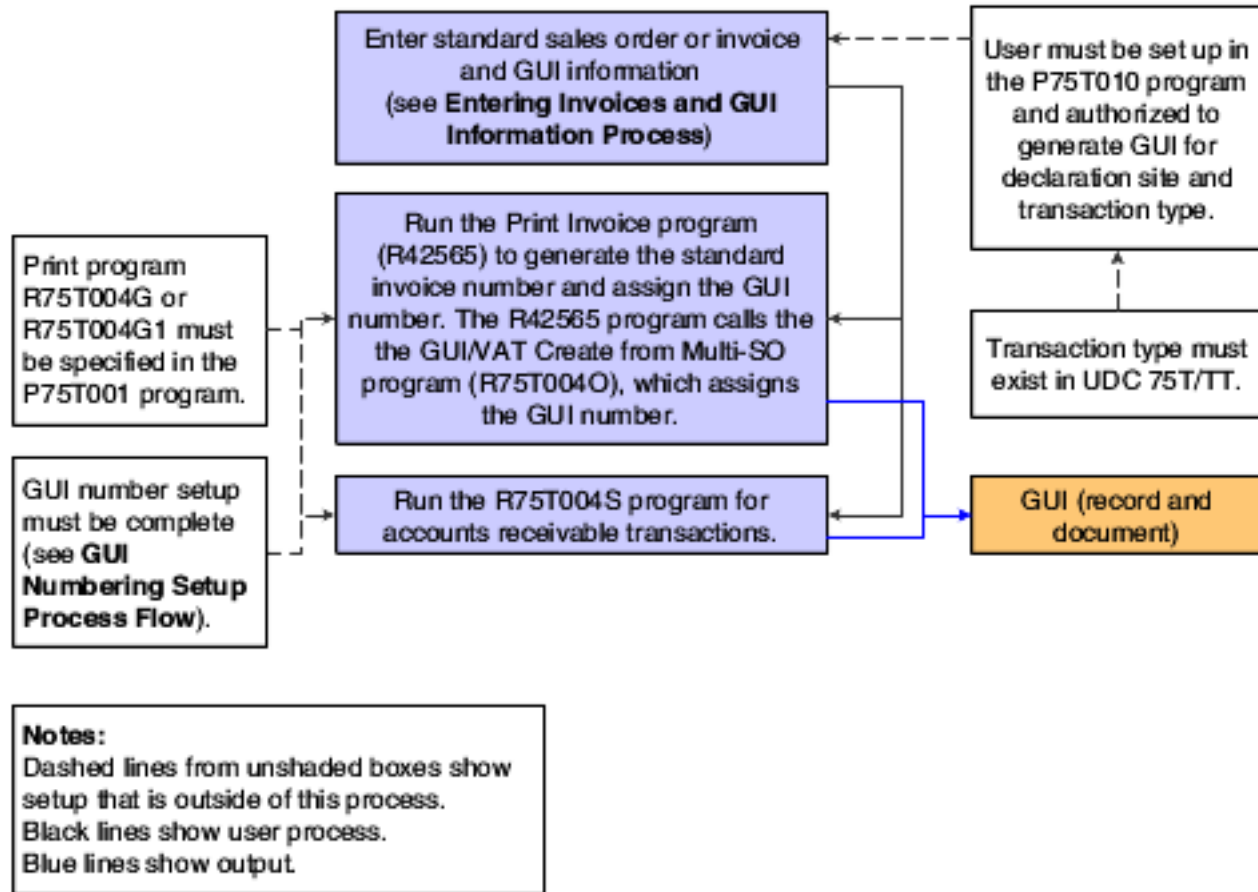 Enter standard sales order or invoice
and GUI information
(see Entering Invoices and GUI
Information Process)
User must be set up in
the P75T010 program
and authorized to
generate GUI for
declaration site and
transaction type.
Run the Print Invoice program
(R42565) to generate the standard
invoice number and assign the GUI
number. The R42565 program calls the
the GUI/VAT Create from Multi-SO
program (R75T004O), which assigns
the GUI number.
Print program
R75T004G or
R75T004G1 must
be specified in the
P75T001 program.
Transaction type must
exist in UDC 75T/TT.
GUI number setup
must be complete
(see GUI
Numbering Setup
Process Flow).
Run the R75T004S program for
accounts receivable transactions.
GUI (record and
document)
Notes:
Dashed lines from unshaded boxes show
setup that is outside of this process.
Black lines show user process.
Blue lines show output.